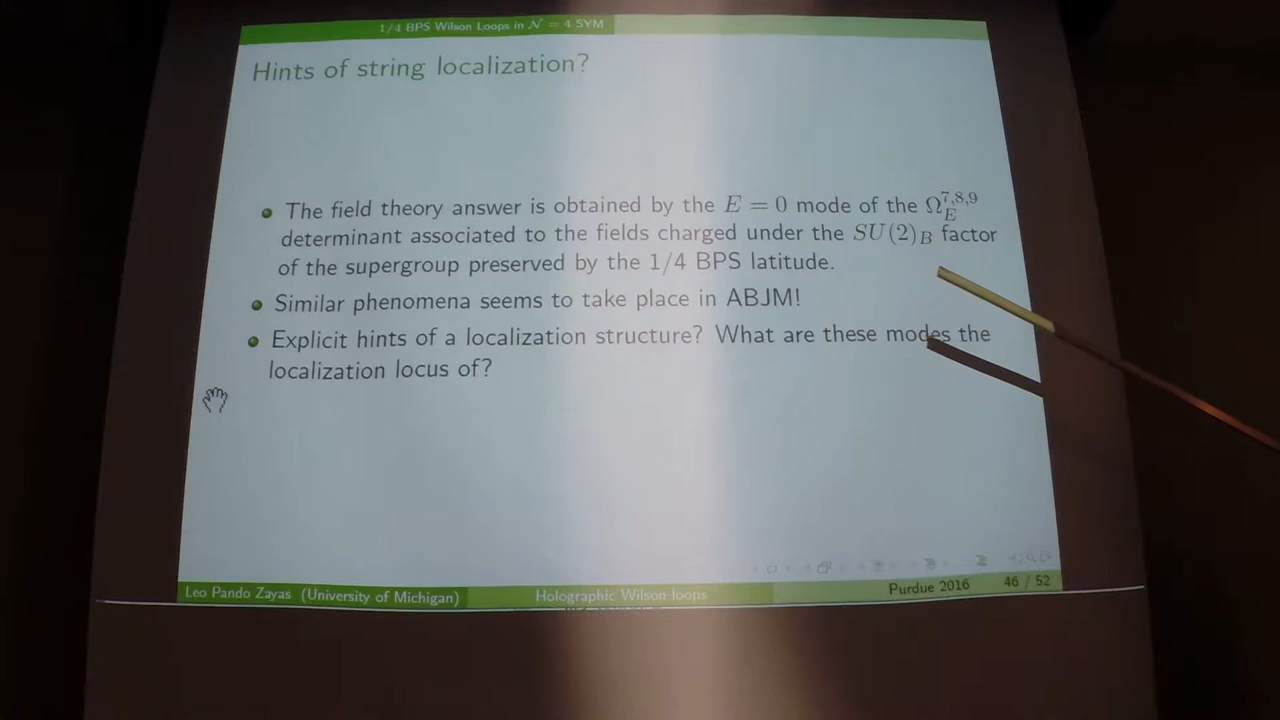 1/4 BPS Wilson Loops in 𝒩 = 4 SYM
Hints of string localization?
The field theory answer is obtained by the E = 0 mode of the Ω_E^{7,8,9}
determinant associated to the fields charged under the SU(2)_B factor
of the supergroup preserved by the 1/4 BPS latitude.
Similar phenomena seems to take place in ABJM!
Explicit hints of a localization structure? What are these modes the
localization locus of?
Leo Pando Zayas (University of Michigan)
Holographic Wilson loops
Purdue 2016
46 / 52